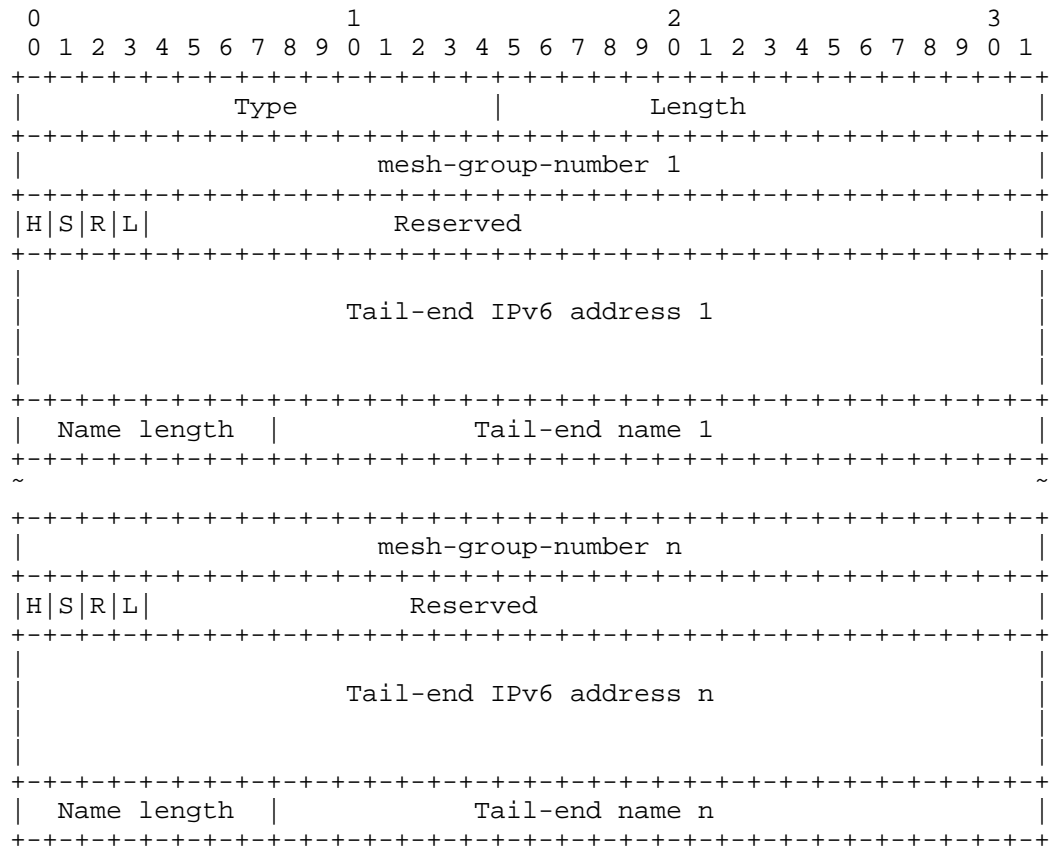 0                   1                   2                   3
 0 1 2 3 4 5 6 7 8 9 0 1 2 3 4 5 6 7 8 9 0 1 2 3 4 5 6 7 8 9 0 1
+-+-+-+-+-+-+-+-+-+-+-+-+-+-+-+-+-+-+-+-+-+-+-+-+-+-+-+-+-+-+-+-+
|             Type            |         Length                  |
+-+-+-+-+-+-+-+-+-+-+-+-+-+-+-+-+-+-+-+-+-+-+-+-+-+-+-+-+-+-+-+-+
|                      mesh-group-number 1                      |
+-+-+-+-+-+-+-+-+-+-+-+-+-+-+-+-+-+-+-+-+-+-+-+-+-+-+-+-+-+-+-+-+
|H|S|R|L|               Reserved                                |
+-+-+-+-+-+-+-+-+-+-+-+-+-+-+-+-+-+-+-+-+-+-+-+-+-+-+-+-+-+-+-+-+
|                                                               |
|                    Tail-end IPv6 address 1                    |
|                                                               |
|                                                               |
+-+-+-+-+-+-+-+-+-+-+-+-+-+-+-+-+-+-+-+-+-+-+-+-+-+-+-+-+-+-+-+-+
|  Name length  |            Tail-end name 1                    |
+-+-+-+-+-+-+-+-+-+-+-+-+-+-+-+-+-+-+-+-+-+-+-+-+-+-+-+-+-+-+-+-+
~                                                               ~
+-+-+-+-+-+-+-+-+-+-+-+-+-+-+-+-+-+-+-+-+-+-+-+-+-+-+-+-+-+-+-+-+
|                      mesh-group-number n                      |
+-+-+-+-+-+-+-+-+-+-+-+-+-+-+-+-+-+-+-+-+-+-+-+-+-+-+-+-+-+-+-+-+
|H|S|R|L|                Reserved                               |
+-+-+-+-+-+-+-+-+-+-+-+-+-+-+-+-+-+-+-+-+-+-+-+-+-+-+-+-+-+-+-+-+
|                                                               |
|                    Tail-end IPv6 address n                    |
|                                                               |
|                                                               |
+-+-+-+-+-+-+-+-+-+-+-+-+-+-+-+-+-+-+-+-+-+-+-+-+-+-+-+-+-+-+-+-+
|  Name length  |            Tail-end name n                    |
+-+-+-+-+-+-+-+-+-+-+-+-+-+-+-+-+-+-+-+-+-+-+-+-+-+-+-+-+-+-+-+-+